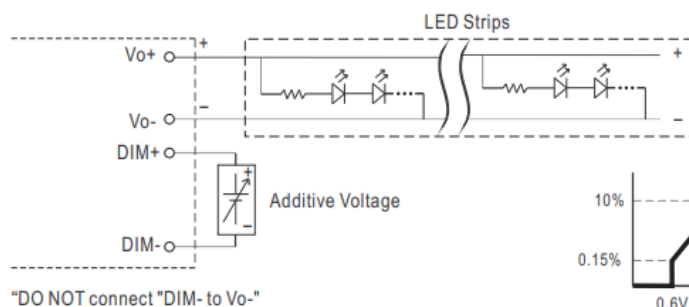 LED Strips
Vo+
+
+
Vo-
−
−
DIM+
+
Additive Voltage
−
DIM-
10%
0.15%
0.6V
"DO NOT connect "DIM- to Vo-"